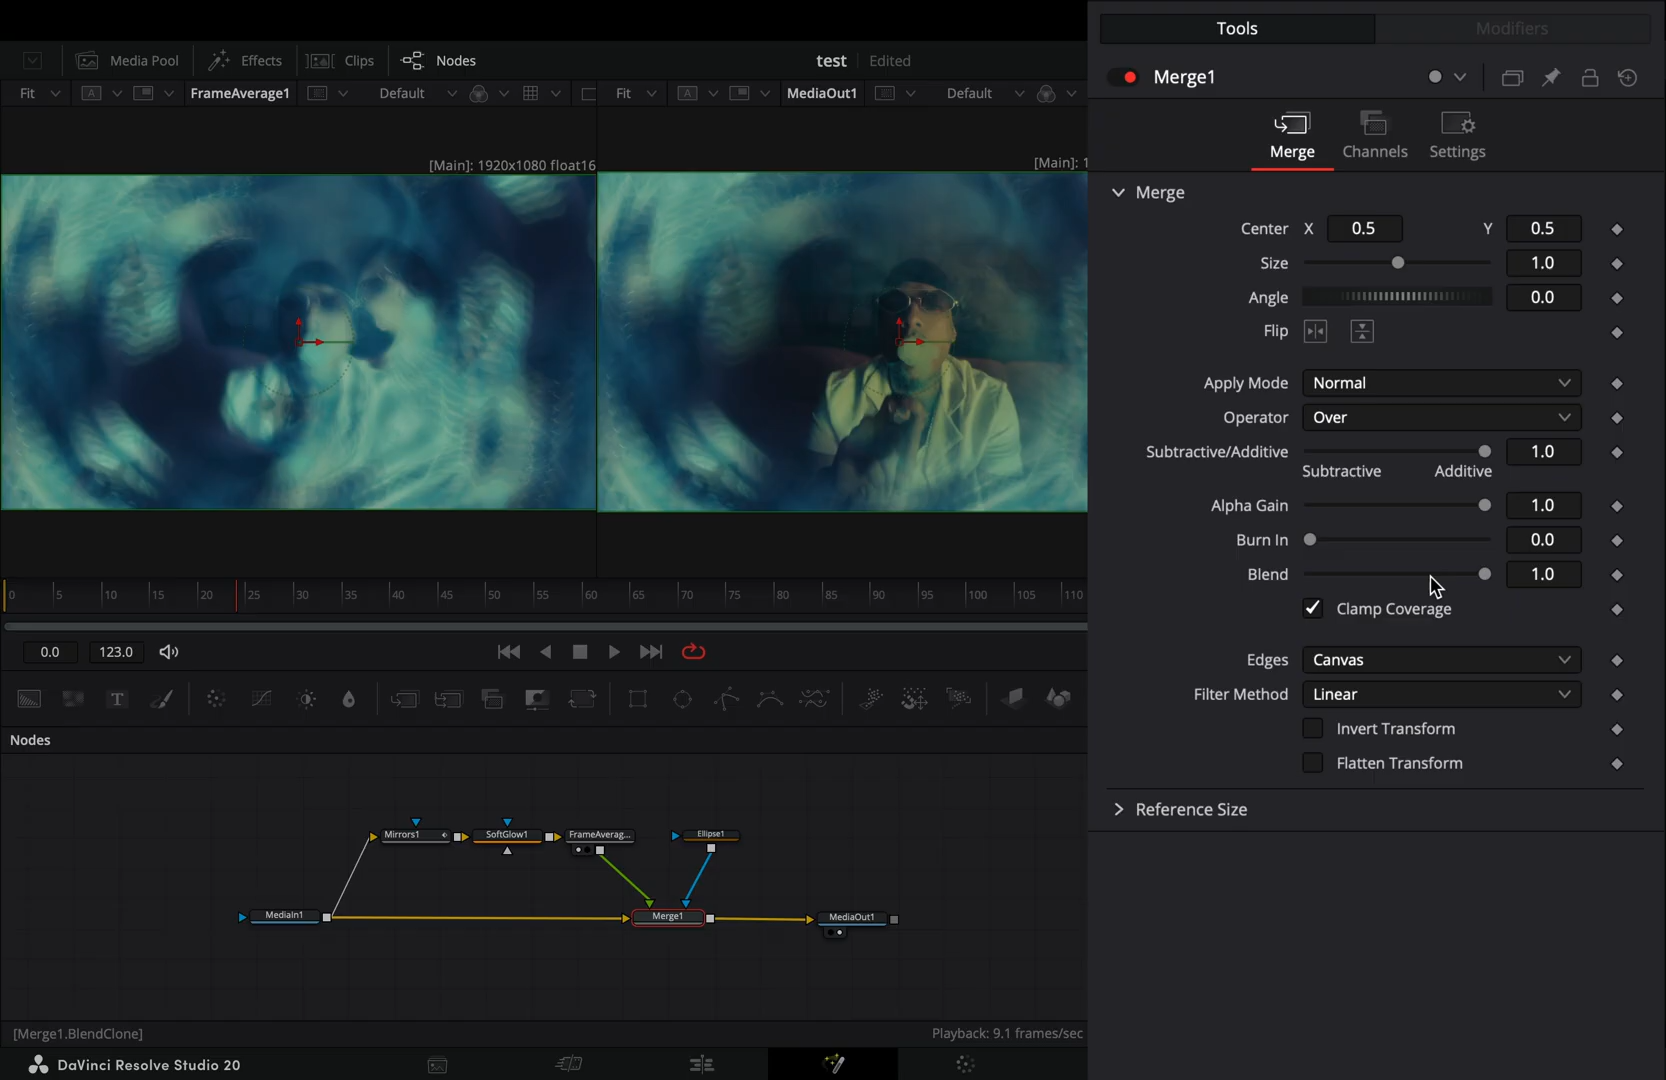 Tools
Modifiers
Media Pool
Effects
Clips
Nodes
test
Edited
Merge1
Fit
A
FrameAverage1
Default
Fit
A
MediaOut1
Default
Merge
Channels
Settings
[Main]: 1920x1080 float16
[Main]: 1
Merge
Center X 0.5 Y 0.5
Size 1.0
Angle 0.0
Flip
Apply Mode Normal
Operator Over
Subtractive/Additive 1.0
Subtractive Additive
Alpha Gain 1.0
Burn In 0.0
Blend 1.0
Clamp Coverage
Edges Canvas
Filter Method Linear
Invert Transform
Flatten Transform
Reference Size
0 5 10 15 20 25 30 35 40 45 50 55 60 65 70 75 80 85 90 95 100 105 110
0.0
123.0
T
Nodes
Mirrors1
SoftGlow1
FrameAverag...
Ellipse1
MediaIn1
Merge1
MediaOut1
[Merge1.BlendClone]
Playback: 9.1 frames/sec
DaVinci Resolve Studio 20